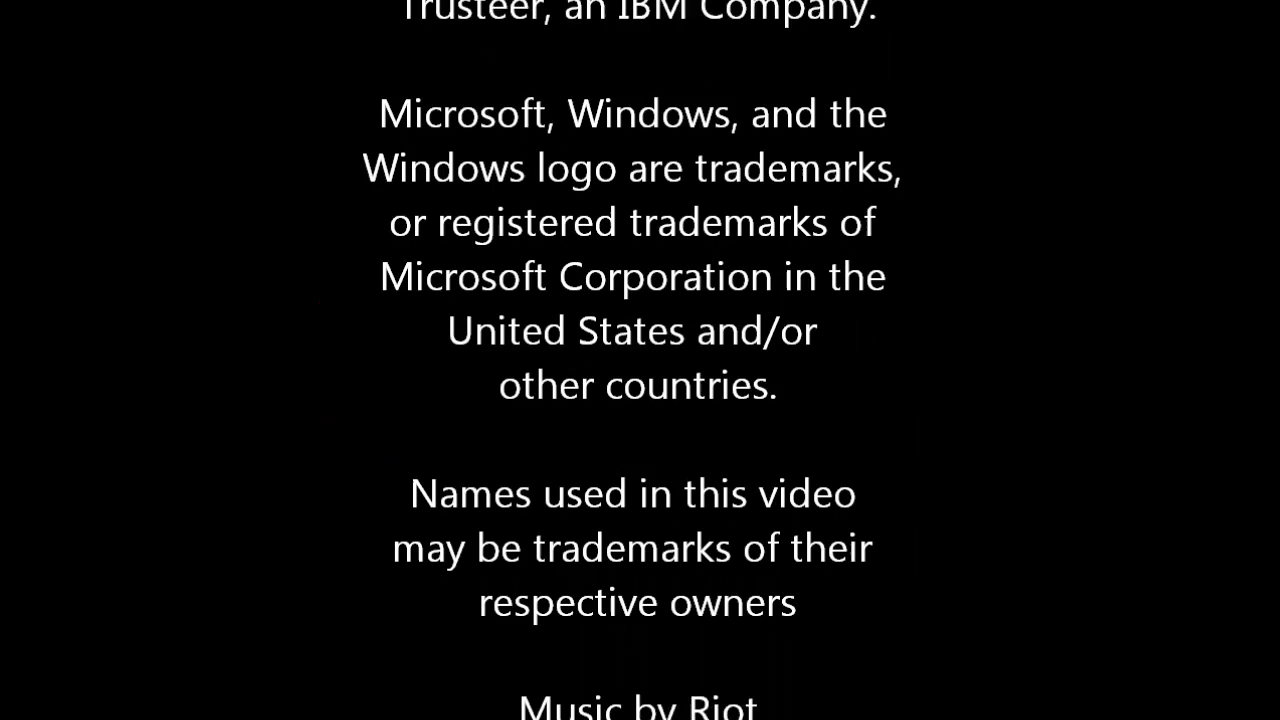 Trusteer, an IBM Company.
Microsoft, Windows, and the
Windows logo are trademarks,
or registered trademarks of
Microsoft Corporation in the
United States and/or
other countries.
Names used in this video
may be trademarks of their
respective owners
Music by Riot